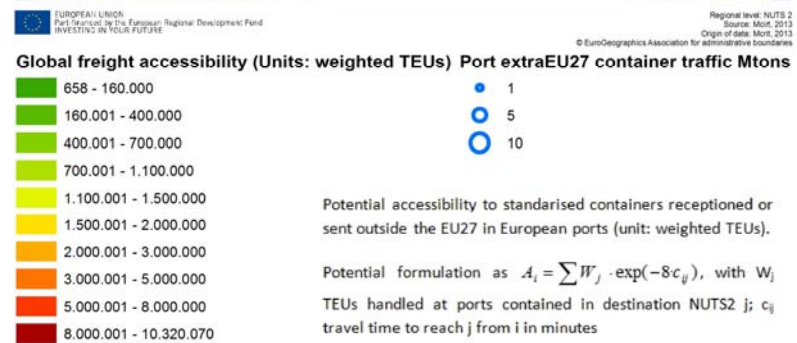 EUROPEAN UNION
Part-financed by the European Regional Development Fund
INVESTING IN YOUR FUTURE
Regional level: NUTS 2
Source: Mcrit, 2013
Origin of data: Mcrit, 2013
© EuroGeographics Association for administrative boundaries
Global freight accessibility (Units: weighted TEUs)
658 - 160.000
160.001 - 400.000
400.001 - 700.000
700.001 - 1.100.000
1.100.001 - 1.500.000
1.500.001 - 2.000.000
2.000.001 - 3.000.000
3.000.001 - 5.000.000
5.000.001 - 8.000.000
8.000.001 - 10.320.070
Port extraEU27 container traffic Mtons
1
5
10
Potential accessibility to standarised containers receptioned or
sent outside the EU27 in European ports (unit: weighted TEUs).
Potential formulation as A_i = ∑W_j · exp(−8·c_ij), with Wj
TEUs handled at ports contained in destination NUTS2 j; cij
travel time to reach j from i in minutes